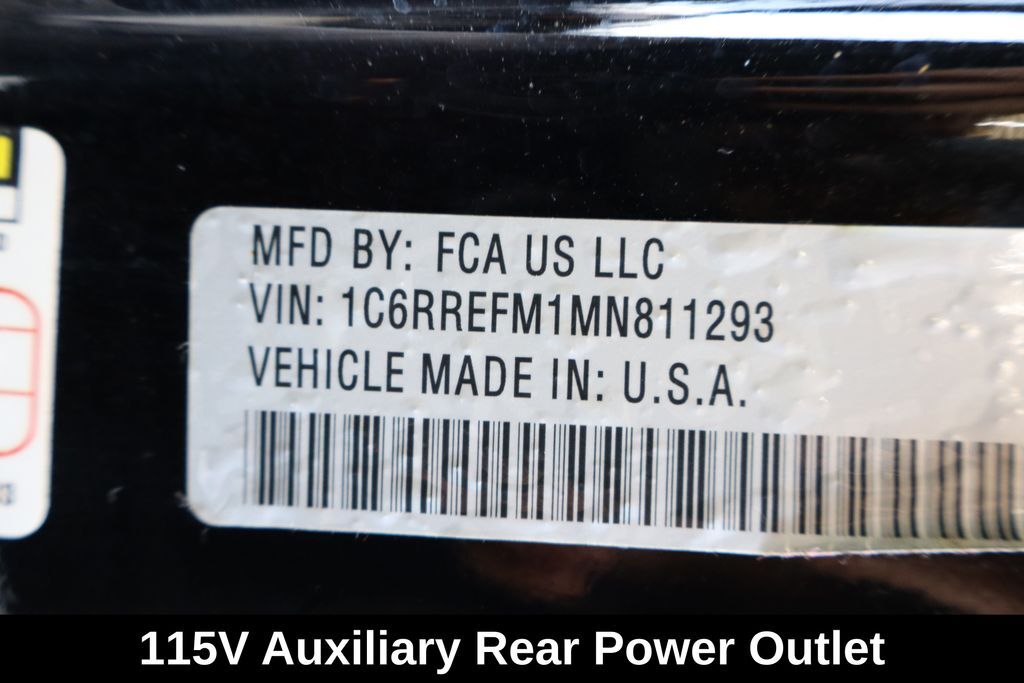 MFD BY: FCA US LLC
VIN: 1C6RREFM1MN811293
VEHICLE MADE IN: U.S.A.
115V Auxiliary Rear Power Outlet